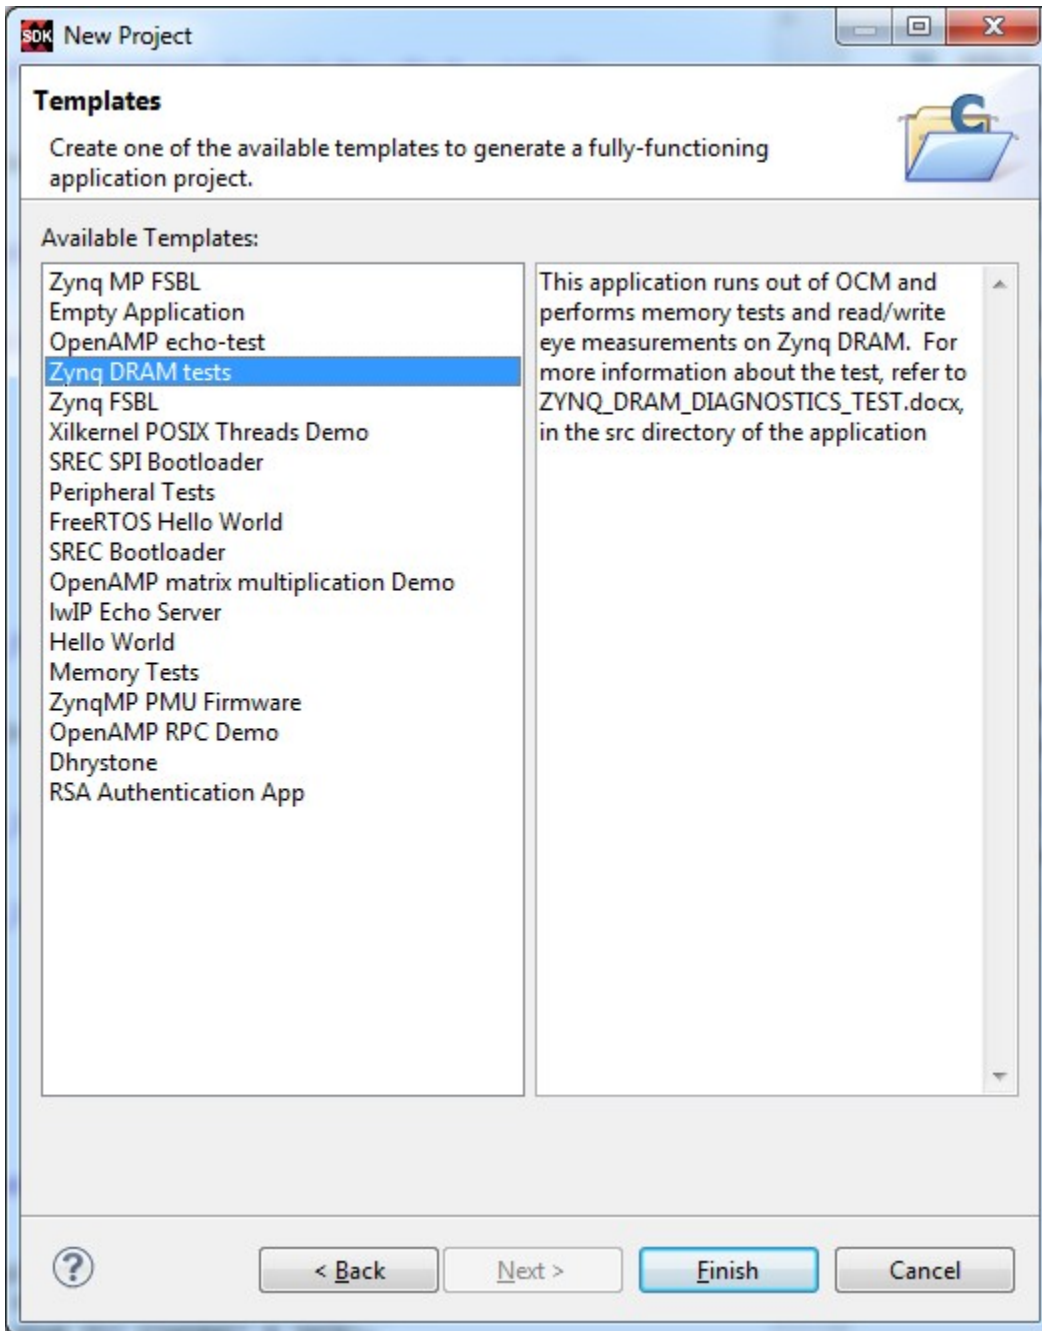 SDK New Project
Templates
Create one of the available templates to generate a fully-functioning
application project.
Available Templates:
Zynq MP FSBL
Empty Application
OpenAMP echo-test
Zynq DRAM tests
Zynq FSBL
Xilkernel POSIX Threads Demo
SREC SPI Bootloader
Peripheral Tests
FreeRTOS Hello World
SREC Bootloader
OpenAMP matrix multiplication Demo
lwIP Echo Server
Hello World
Memory Tests
ZynqMP PMU Firmware
OpenAMP RPC Demo
Dhrystone
RSA Authentication App
This application runs out of OCM and
performs memory tests and read/write
eye measurements on Zynq DRAM.  For
more information about the test, refer to
ZYNQ_DRAM_DIAGNOSTICS_TEST.docx,
in the src directory of the application
? < Back Next > Finish Cancel